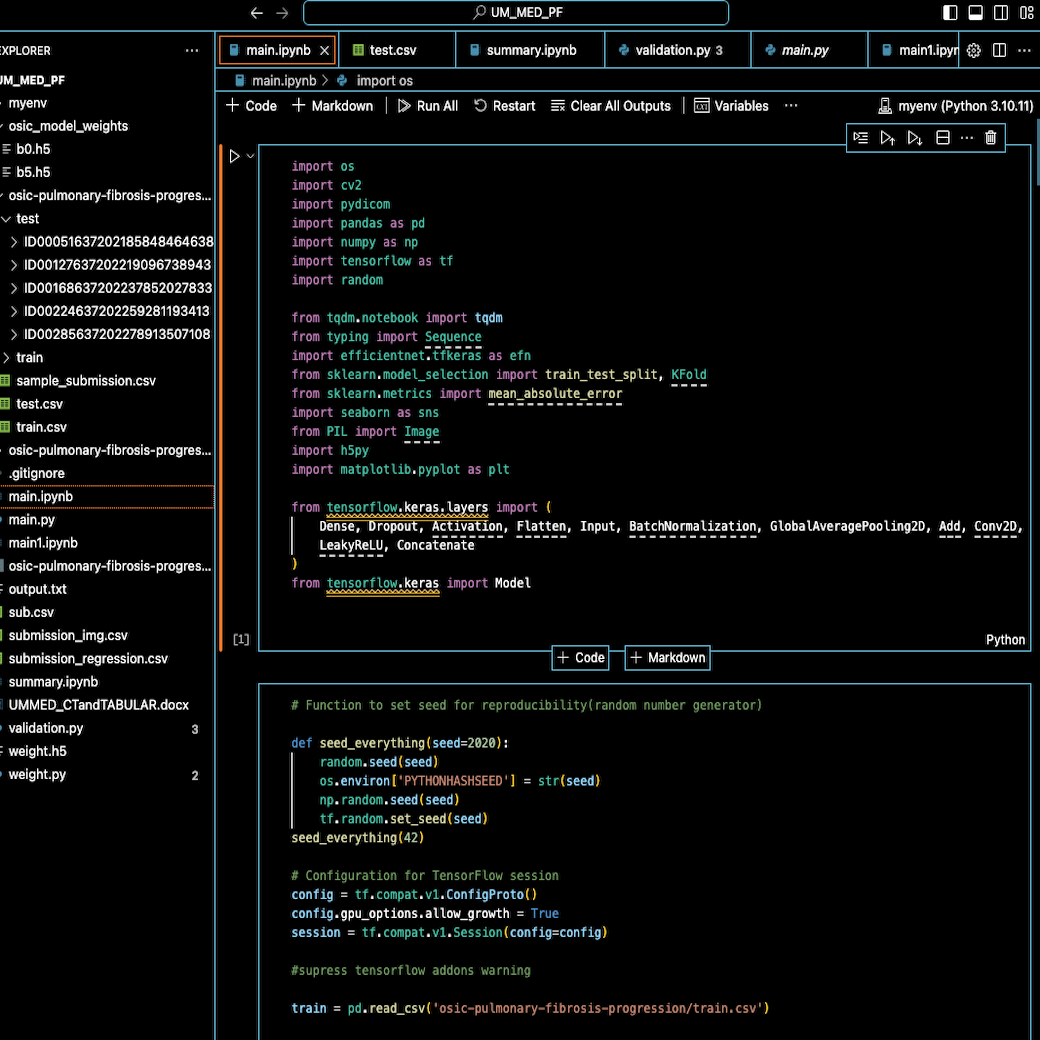 UM_MED_PF
EXPLORER
main.ipynb
test.csv
summary.ipynb
validation.py 3
main.py
main1.ipyn
UM_MED_PF
myenv
osic_model_weights
b0.h5
b5.h5
osic-pulmonary-fibrosis-progres...
test
ID00051637202185848464638
ID00127637202219096738943
ID00168637202237852027833
ID00224637202259281193413
ID00285637202278913507108
train
sample_submission.csv
test.csv
train.csv
osic-pulmonary-fibrosis-progres...
.gitignore
main.ipynb
main.py
main1.ipynb
osic-pulmonary-fibrosis-progres...
output.txt
sub.csv
submission_img.csv
submission_regression.csv
summary.ipynb
UMMED_CTandTABULAR.docx
validation.py 3
weight.h5
weight.py 2
main.ipynb > import os
+ Code + Markdown Run All Restart Clear All Outputs Variables ... myenv (Python 3.10.11)
import os
import cv2
import pydicom
import pandas as pd
import numpy as np
import tensorflow as tf
import random
from tqdm.notebook import tqdm
from typing import Sequence
import efficientnet.tfkeras as efn
from sklearn.model_selection import train_test_split, KFold
from sklearn.metrics import mean_absolute_error
import seaborn as sns
from PIL import Image
import h5py
import matplotlib.pyplot as plt
from tensorflow.keras.layers import (
Dense, Dropout, Activation, Flatten, Input, BatchNormalization, GlobalAveragePooling2D, Add, Conv2D,
LeakyReLU, Concatenate
)
from tensorflow.keras import Model
[1]
Python
+ Code + Markdown
# Function to set seed for reproducibility(random number generator)
def seed_everything(seed=2020):
random.seed(seed)
os.environ['PYTHONHASHSEED'] = str(seed)
np.random.seed(seed)
tf.random.set_seed(seed)
seed_everything(42)
# Configuration for TensorFlow session
config = tf.compat.v1.ConfigProto()
config.gpu_options.allow_growth = True
session = tf.compat.v1.Session(config=config)
#supress tensorflow addons warning
train = pd.read_csv('osic-pulmonary-fibrosis-progression/train.csv')